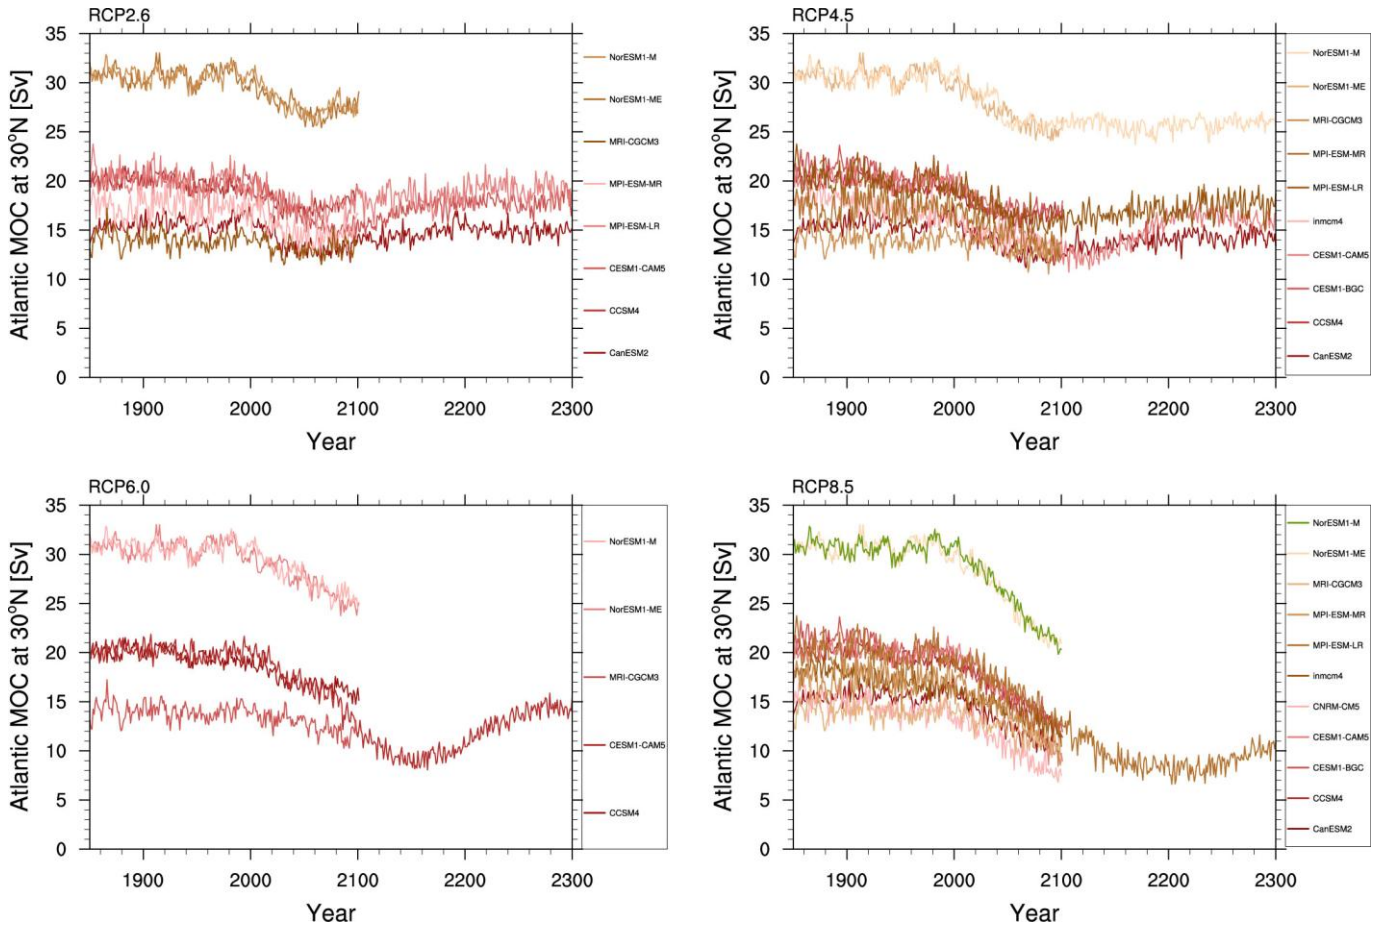 RCP2.6
Atlantic MOC at 30°N [Sv]
35
30
25
20
15
10
5
0
1900 2000 2100 2200 2300
Year
NorESM1-M
NorESM1-ME
MRI-CGCM3
MPI-ESM-MR
MPI-ESM-LR
CESM1-CAM5
CCSM4
CanESM2
RCP4.5
Atlantic MOC at 30°N [Sv]
35
30
25
20
15
10
5
0
1900 2000 2100 2200 2300
Year
NorESM1-M
NorESM1-ME
MRI-CGCM3
MPI-ESM-MR
MPI-ESM-LR
inmcm4
CESM1-CAM5
CESM1-BGC
CCSM4
CanESM2
RCP6.0
Atlantic MOC at 30°N [Sv]
35
30
25
20
15
10
5
0
1900 2000 2100 2200 2300
Year
NorESM1-M
NorESM1-ME
MRI-CGCM3
CESM1-CAM5
CCSM4
RCP8.5
Atlantic MOC at 30°N [Sv]
35
30
25
20
15
10
5
0
1900 2000 2100 2200 2300
Year
NorESM1-M
NorESM1-ME
MRI-CGCM3
MPI-ESM-MR
MPI-ESM-LR
inmcm4
CNRM-CM5
CESM1-CAM5
CESM1-BGC
CCSM4
CanESM2